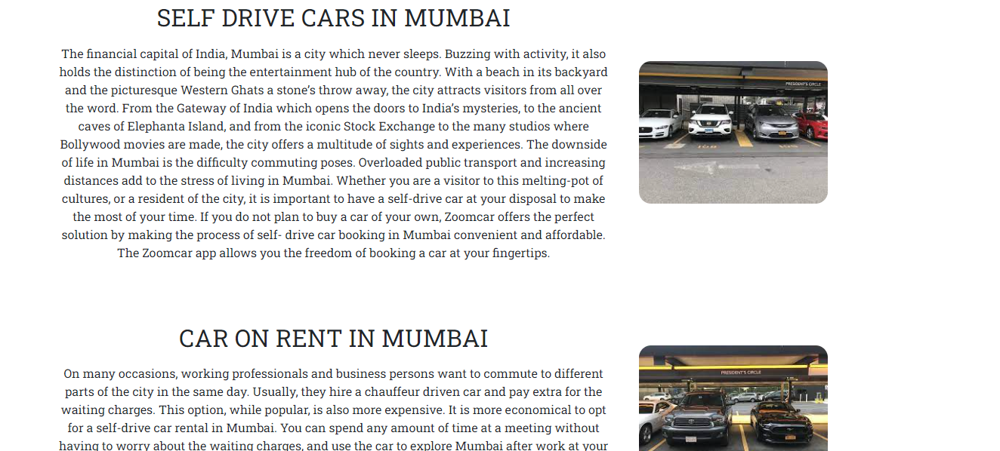 SELF DRIVE CARS IN MUMBAI
The financial capital of India, Mumbai is a city which never sleeps. Buzzing with activity, it also
holds the distinction of being the entertainment hub of the country. With a beach in its backyard
and the picturesque Western Ghats a stone’s throw away, the city attracts visitors from all over
the word. From the Gateway of India which opens the doors to India’s mysteries, to the ancient
caves of Elephanta Island, and from the iconic Stock Exchange to the many studios where
Bollywood movies are made, the city offers a multitude of sights and experiences. The downside
of life in Mumbai is the difficulty commuting poses. Overloaded public transport and increasing
distances add to the stress of living in Mumbai. Whether you are a visitor to this melting-pot of
cultures, or a resident of the city, it is important to have a self-drive car at your disposal to make
the most of your time. If you do not plan to buy a car of your own, Zoomcar offers the perfect
solution by making the process of self- drive car booking in Mumbai convenient and affordable.
The Zoomcar app allows you the freedom of booking a car at your fingertips.
PRESIDENT'S CIRCLE
CAR ON RENT IN MUMBAI
On many occasions, working professionals and business persons want to commute to different
parts of the city in the same day. Usually, they hire a chauffeur driven car and pay extra for the
waiting charges. This option, while popular, is also more expensive. It is more economical to opt
for a self-drive car rental in Mumbai. You can spend any amount of time at a meeting without
having to worry about the waiting charges, and use the car to explore Mumbai after work at your
PRESIDENT'S CIRCLE